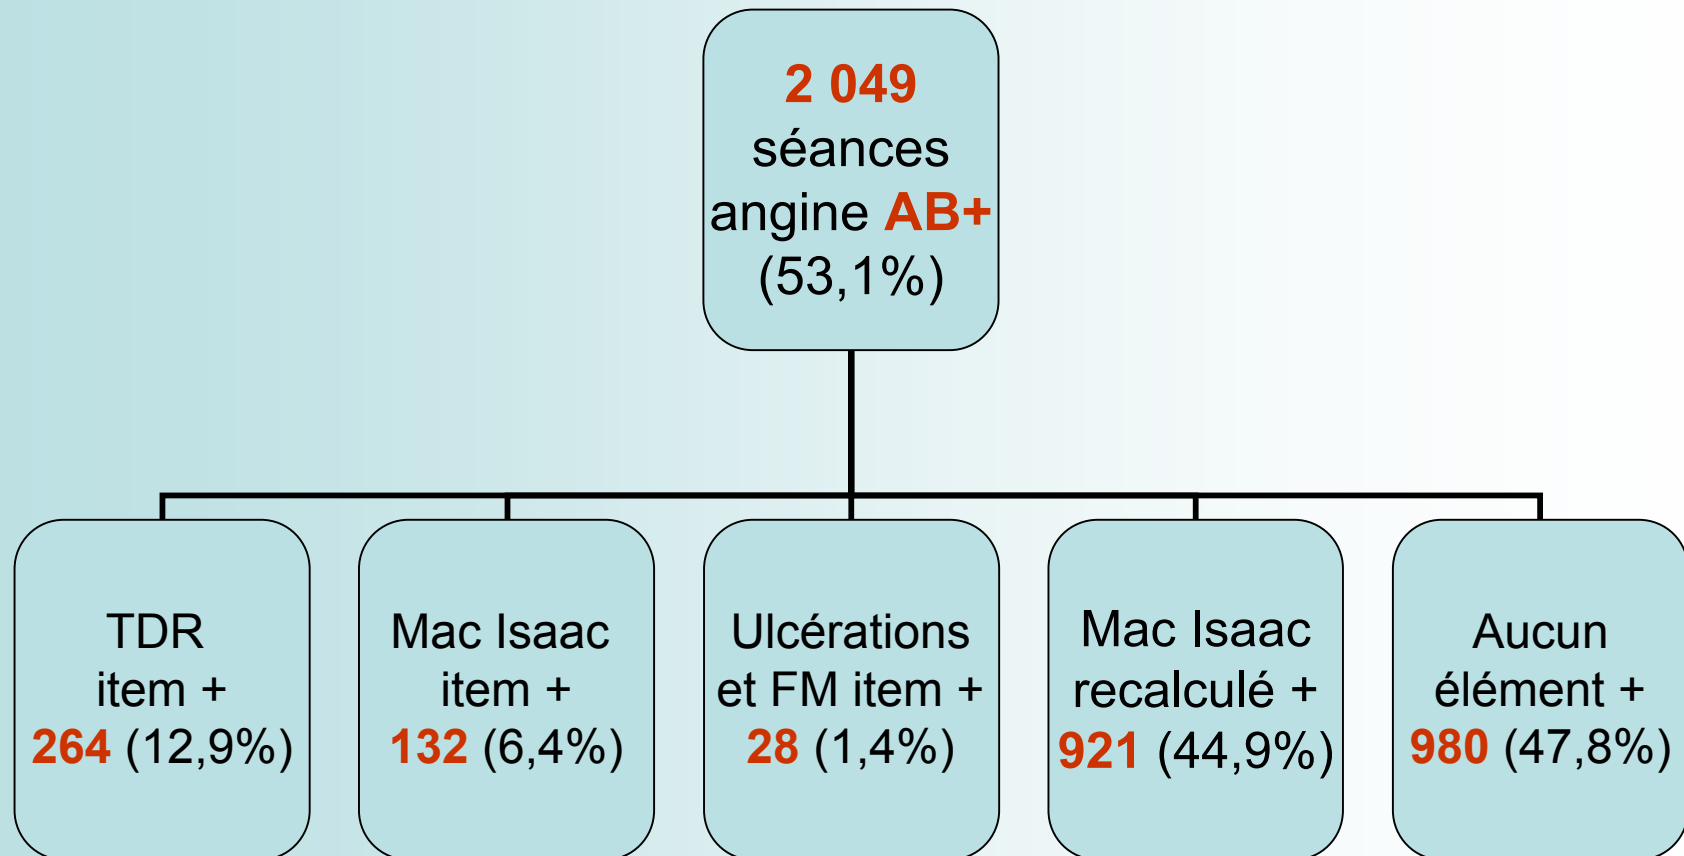 2 049
séances
angine AB+
(53,1%)
TDR
item +
264 (12,9%)
Mac Isaac
item +
132 (6,4%)
Ulcérations
et FM item +
28 (1,4%)
Mac Isaac
recalculé +
921 (44,9%)
Aucun
élément +
980 (47,8%)